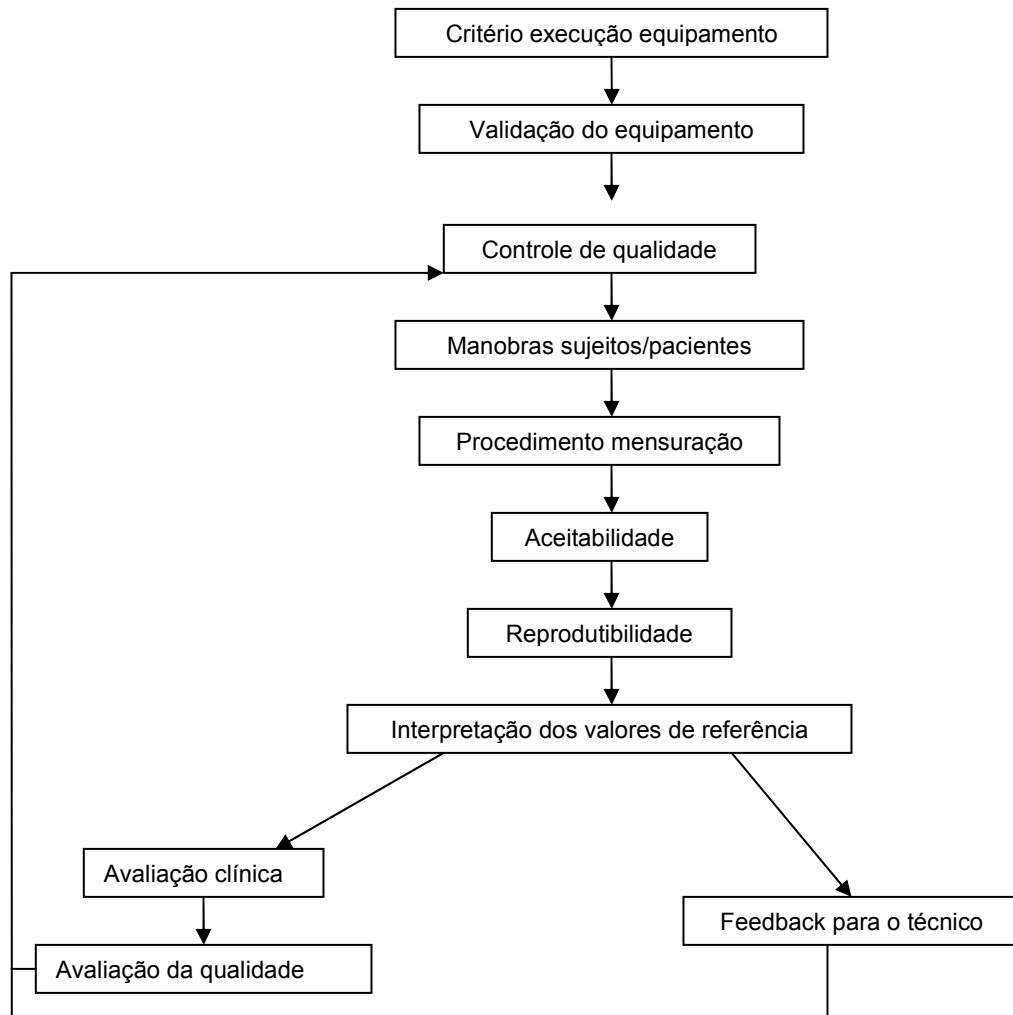 Critério execução equipamento
Validação do equipamento
Controle de qualidade
Manobras sujeitos/pacientes
Procedimento mensuração
Aceitabilidade
Reprodutibilidade
Interpretação dos valores de referência
Avaliação clínica
Feedback para o técnico
Avaliação da qualidade